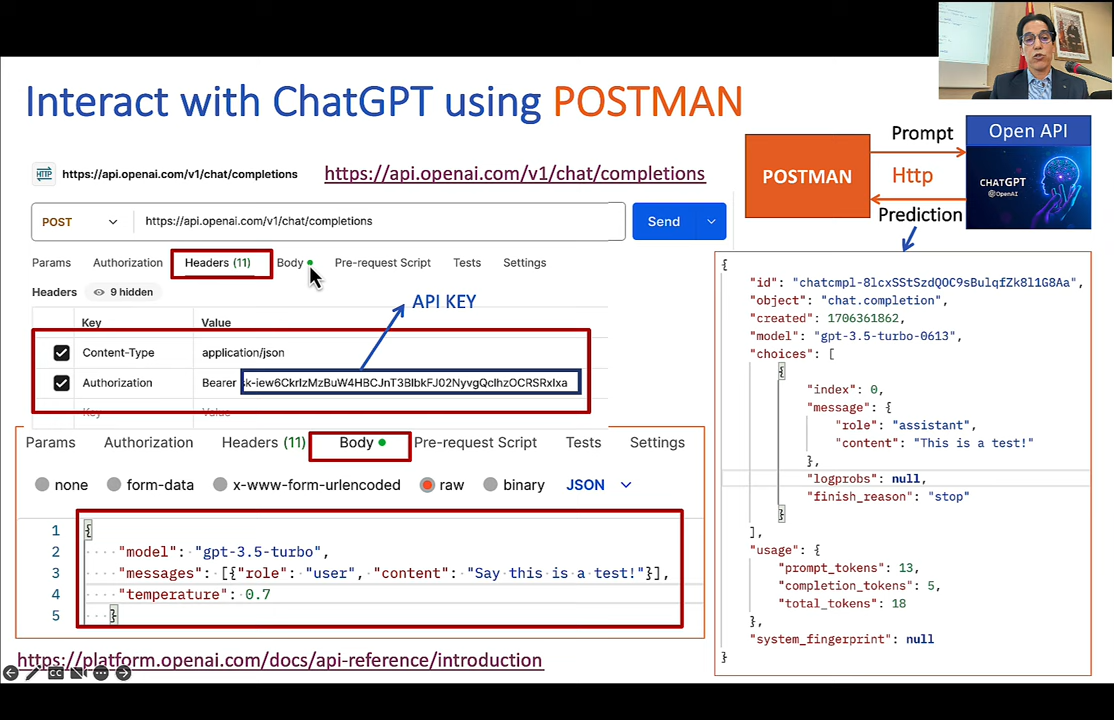 Interact with ChatGPT using POSTMAN
HTTP https://api.openai.com/v1/chat/completions
https://api.openai.com/v1/chat/completions
POST https://api.openai.com/v1/chat/completions Send
Params Authorization Headers (11) Body Pre-request Script Tests Settings
Headers 9 hidden
API KEY
Key Value
Content-Type application/json
Authorization Bearer
Key Value
Params Authorization Headers (11) Body Pre-request Script Tests Settings
none form-data x-www-form-urlencoded raw binary JSON
1 {
2 "model": "gpt-3.5-turbo",
3 "messages": [{"role": "user", "content": "Say this is a test!"}],
4 "temperature": 0.7
5 }
https://platform.openai.com/docs/api-reference/introduction
CC
POSTMAN
Prompt
Http
Prediction
Open API
CHATGPT
@OpenAI
{
"id": "chatcmpl-8lcxSStSzdQOC9sBulqfZk8l1G8Aa",
"object": "chat.completion",
"created": 1706361862,
"model": "gpt-3.5-turbo-0613",
"choices": [
{
"index": 0,
"message": {
"role": "assistant",
"content": "This is a test!"
},
"logprobs": null,
"finish_reason": "stop"
}
],
"usage": {
"prompt_tokens": 13,
"completion_tokens": 5,
"total_tokens": 18
},
"system_fingerprint": null
}